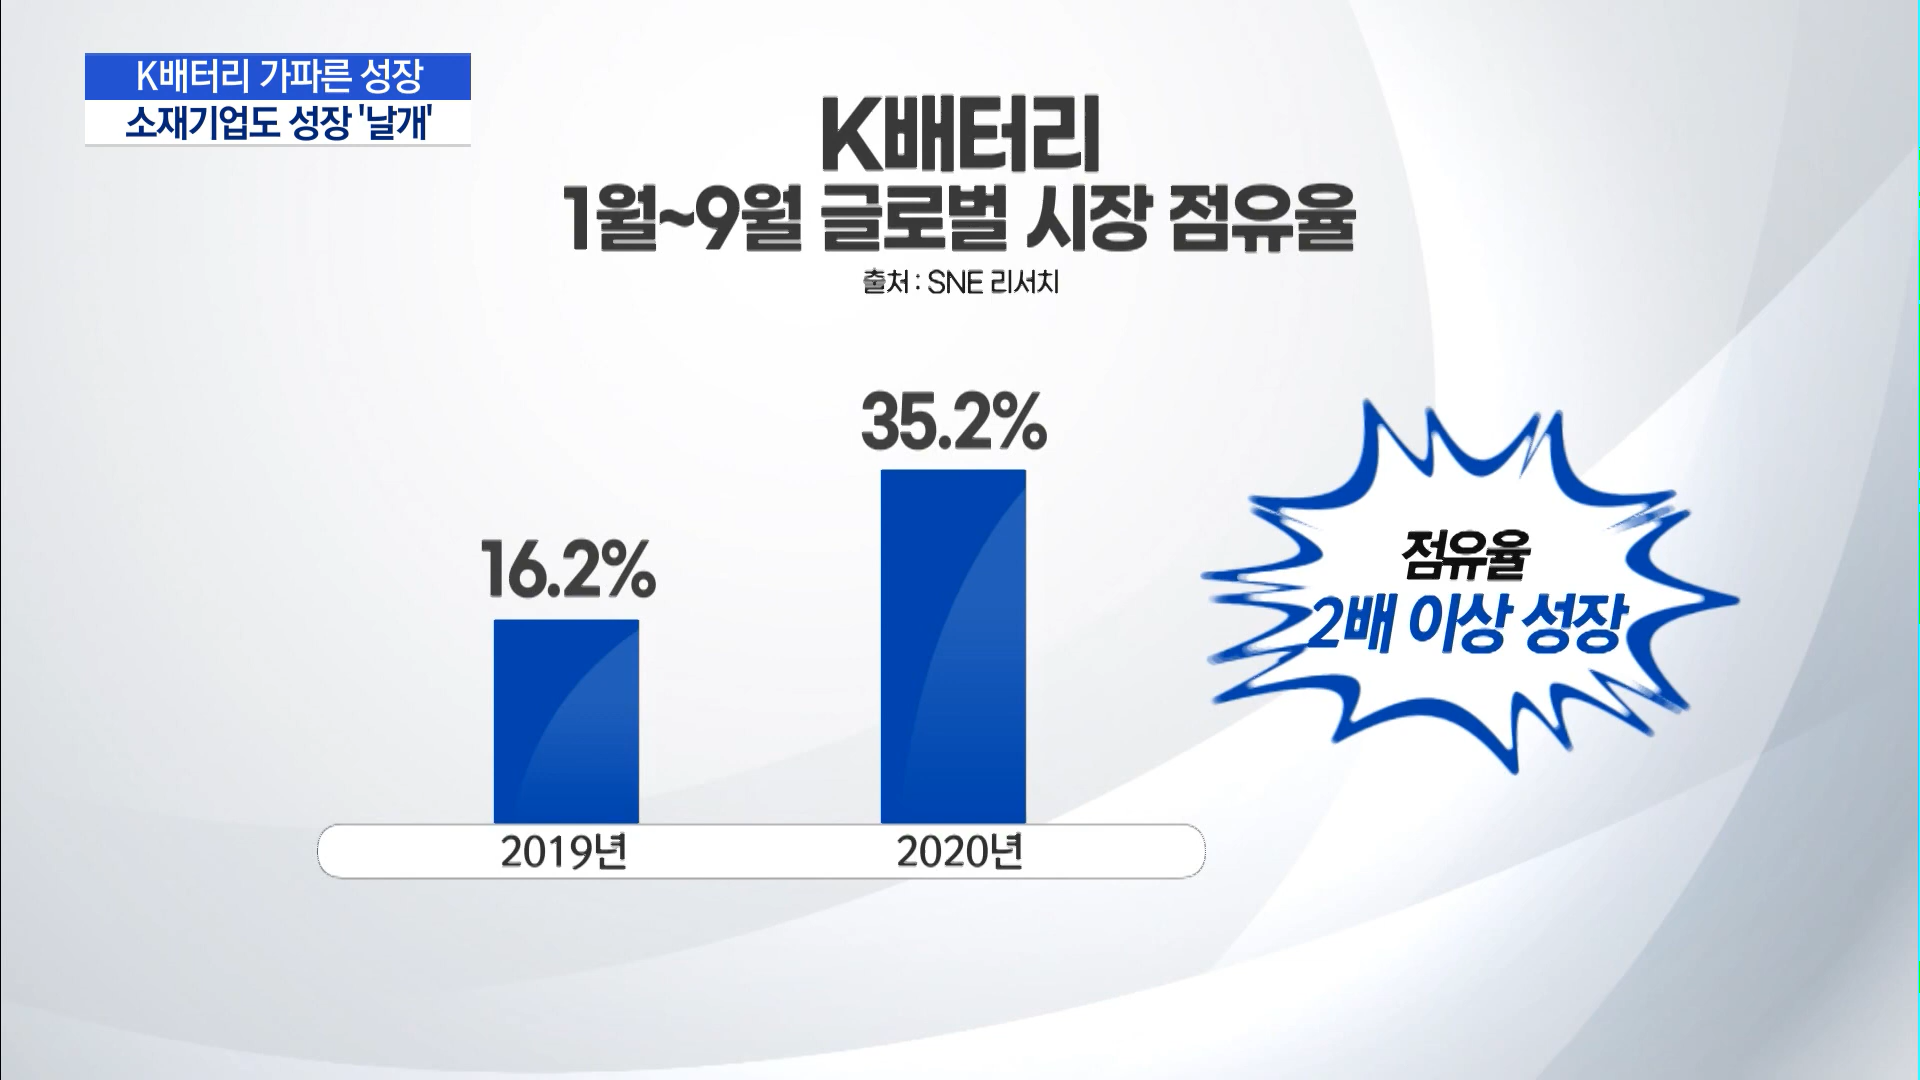 K배터리 가파른 성장
소재기업도 성장 '날개'
K배터리
1월~9월 글로벌 시장 점유율
출처 : SNE 리서치
35.2%
16.2%
점유율
2배 이상 성장
2019년
2020년